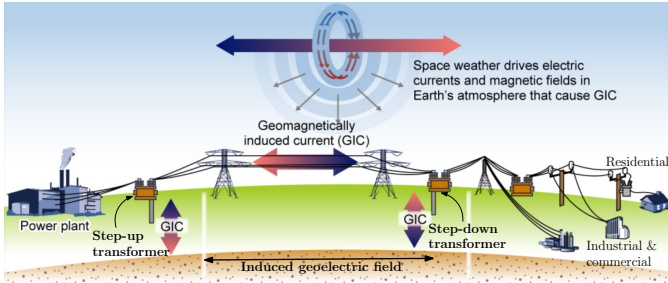 Space weather drives electric
currents and magnetic fields in
Earth's atmosphere that cause GIC
Geomagnetically
induced current (GIC)
Residential
Power plant
GIC
GIC
Step-up
transformer
Step-down
transformer
Industrial &
commercial
Induced geoelectric field